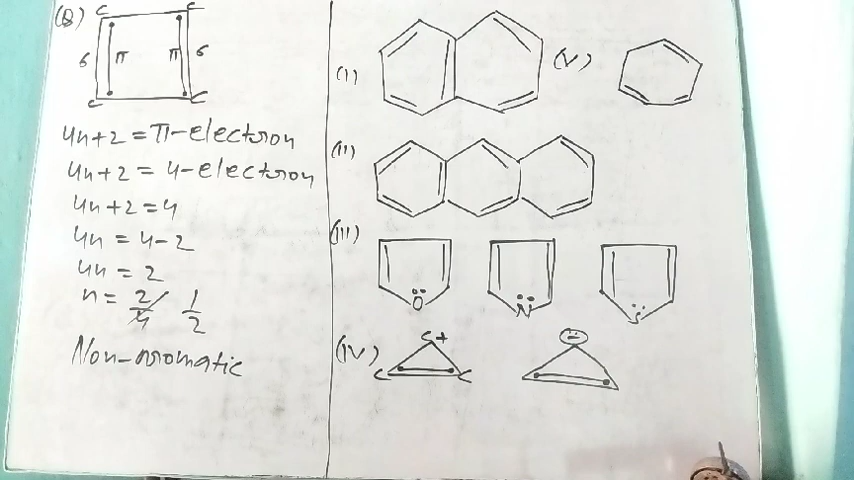 (8)
C C
6 π π 6
C C
4n+2 = π-electron
4n+2 = 4-electron
4n+2 = 4
4n = 4-2
4n = 2
n = 2/4 1/2
Non-aromatic
(I)
(V)
(II)
(III)
O N S
(IV)
C+
C C